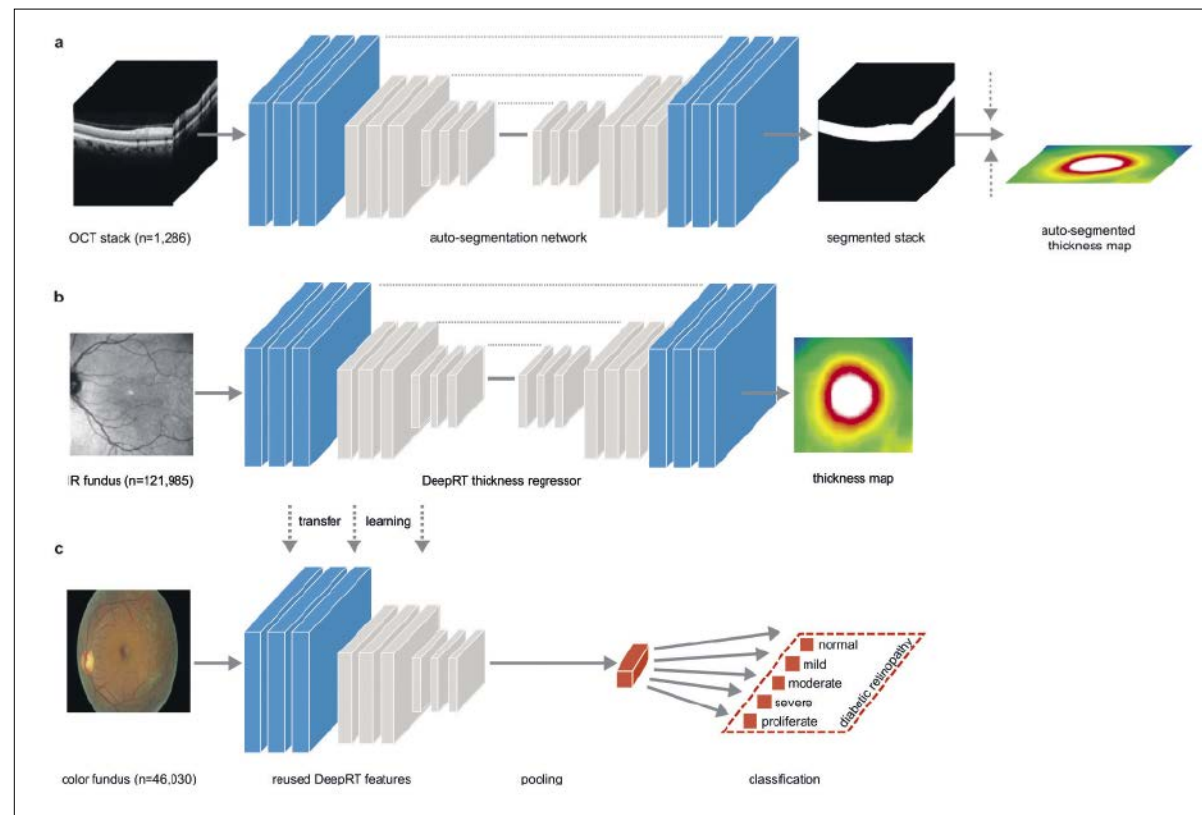 a
OCT stack (n=1,286)
auto-segmentation network
segmented stack
auto-segmented
thickness map
b
IR fundus (n=121,985)
DeepRT thickness regressor
thickness map
transfer learning
c
normal
mild
moderate
severe
proliferate
diabetic retinopathy
color fundus (n=46,030)
reused DeepRT features
pooling
classification